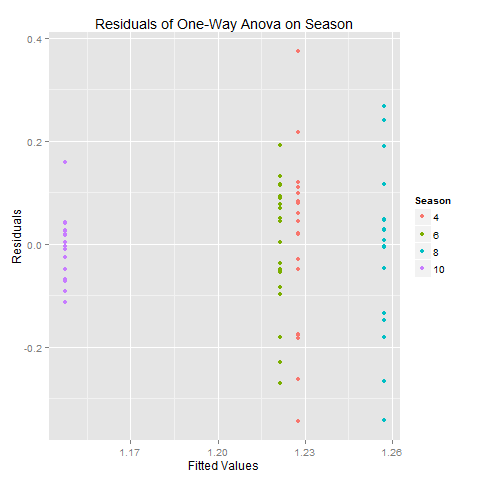 Residuals of One-Way Anova on Season
0.4
0.2
0.0
-0.2
Residuals
1.17 1.20 1.23 1.26
Fitted Values
Season
4
6
8
10